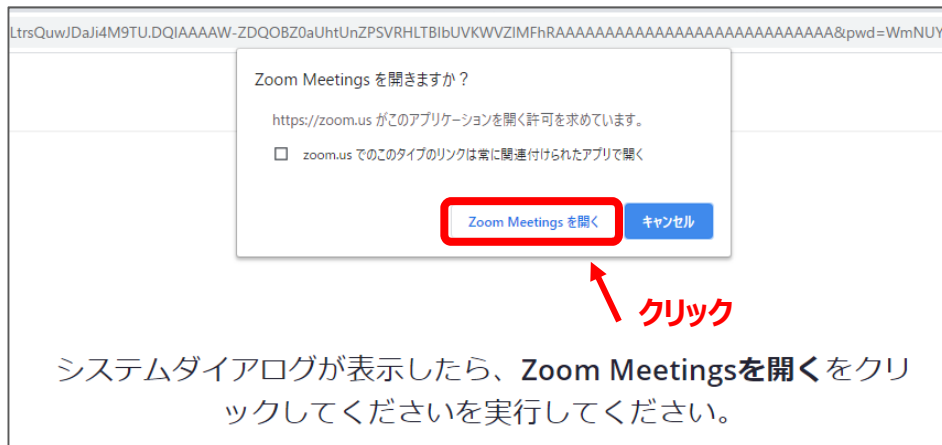 LtrsQuwJDaJi4M9TU.DQIAAAAW-ZDQOBZ0aUhtUnZPSVRHLTBIbUVKWVZIMFhRAAAAAAAAAAAAAAAAAAAAAAAAAAAA&pwd=WmNUY
Zoom Meetings を開きますか？
https://zoom.us がこのアプリケーションを開く許可を求めています。
zoom.us でのこのタイプのリンクは常に関連付けられたアプリで開く
Zoom Meetings を開く キャンセル
クリック
システムダイアログが表示したら、Zoom Meetingsを開くをクリ
ックしてくださいを実行してください。